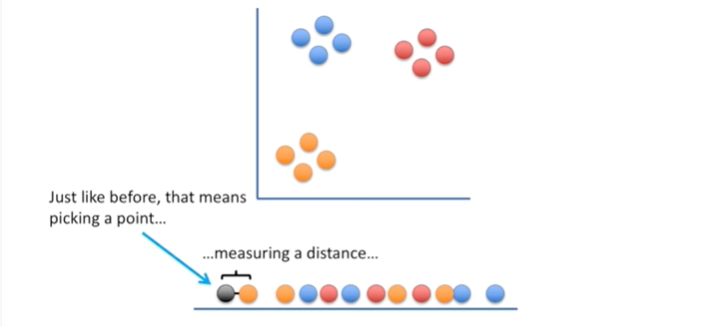 Just like before, that means
picking a point...
...measuring a distance...